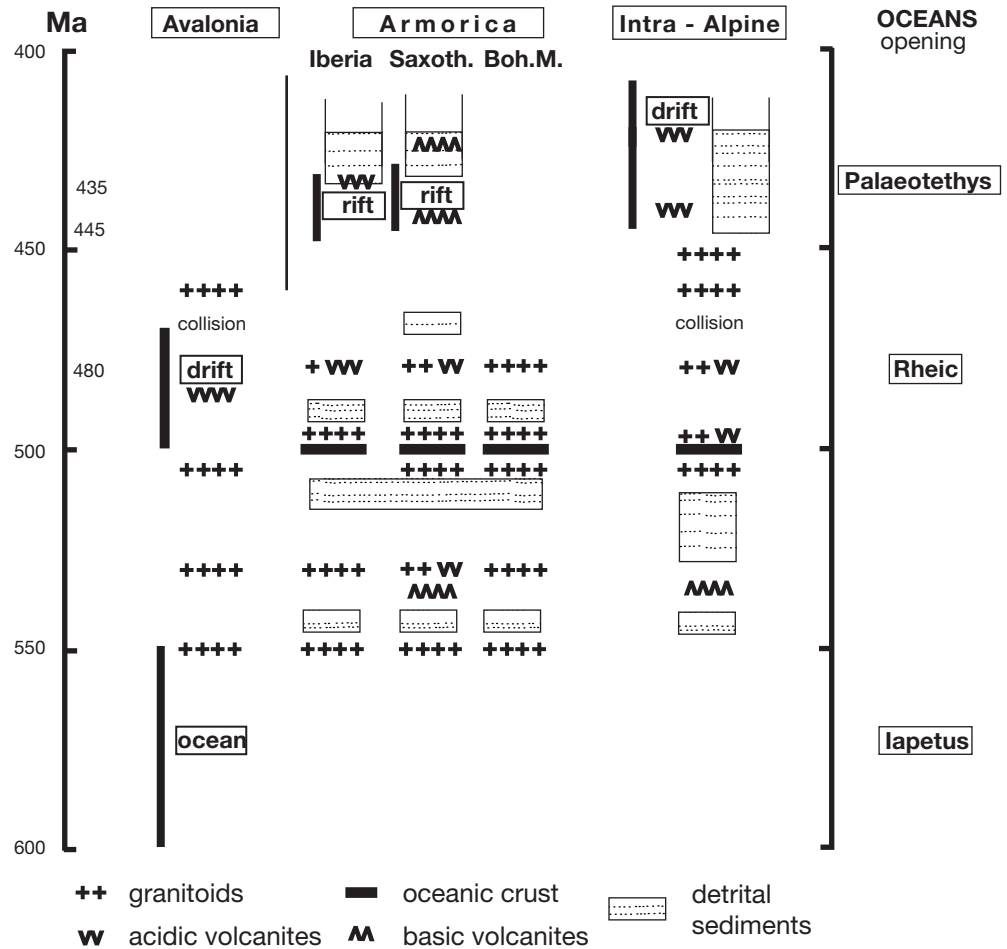 Ma
Avalonia
Armorica
Intra - Alpine
OCEANS
opening
Iberia Saxoth. Boh.M.
400
drift
rift
rift
435
Palaeotethys
445
450
collision
collision
480
drift
Rheic
500
550
ocean
Iapetus
600
granitoids
oceanic crust
detrital
sediments
acidic volcanites
basic volcanites